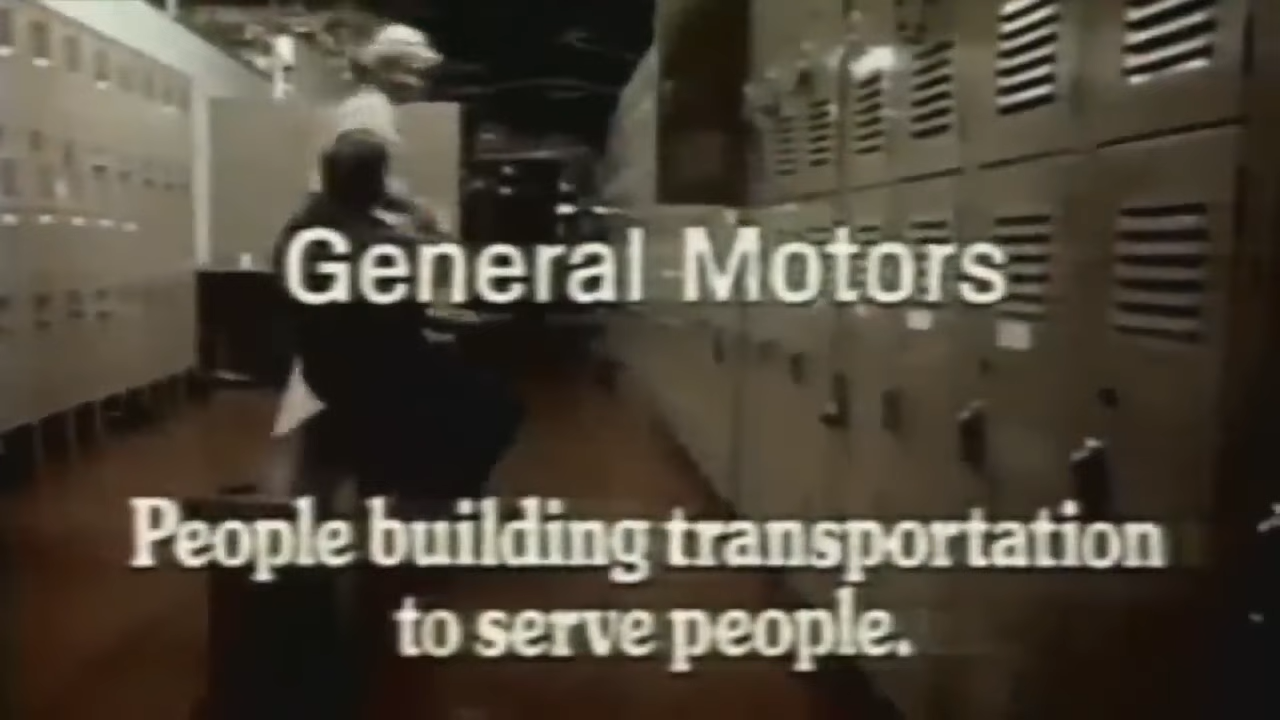 General Motors
People building transportation
to serve people.